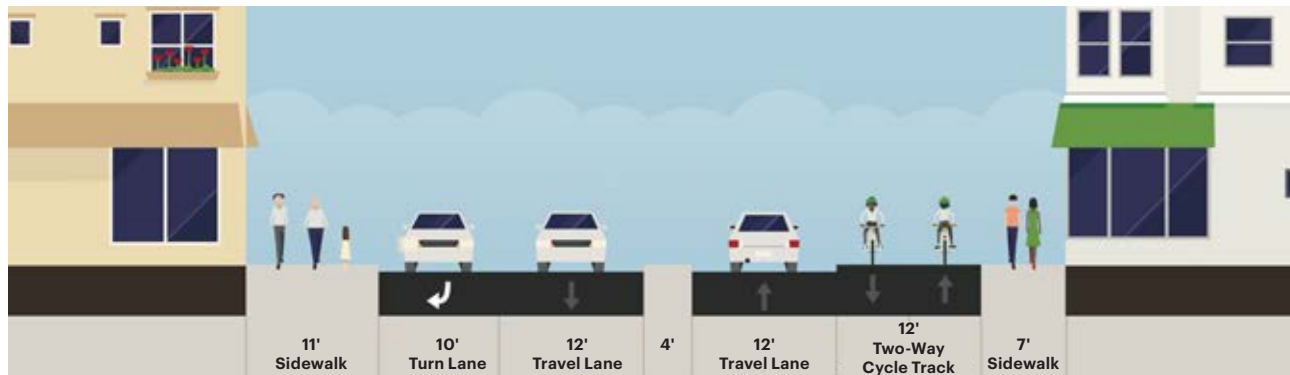 11'
Sidewalk
10'
Turn Lane
12'
Travel Lane
4'
12'
Travel Lane
12'
Two-Way
Cycle Track
7'
Sidewalk